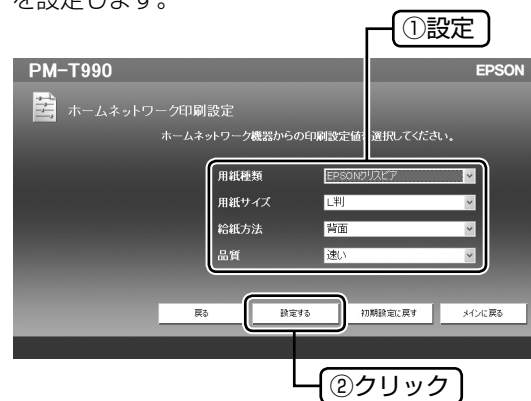 を設定します。
①設定
PM-T990 EPSON
ホームネットワーク印刷設定
ホームネットワーク機器からの印刷設定値を選択してください。
用紙種類 EPSONクリスピア
用紙サイズ L判
給紙方法 背面
品質 速い
戻る 設定する 初期設定に戻す メインに戻る
②クリック